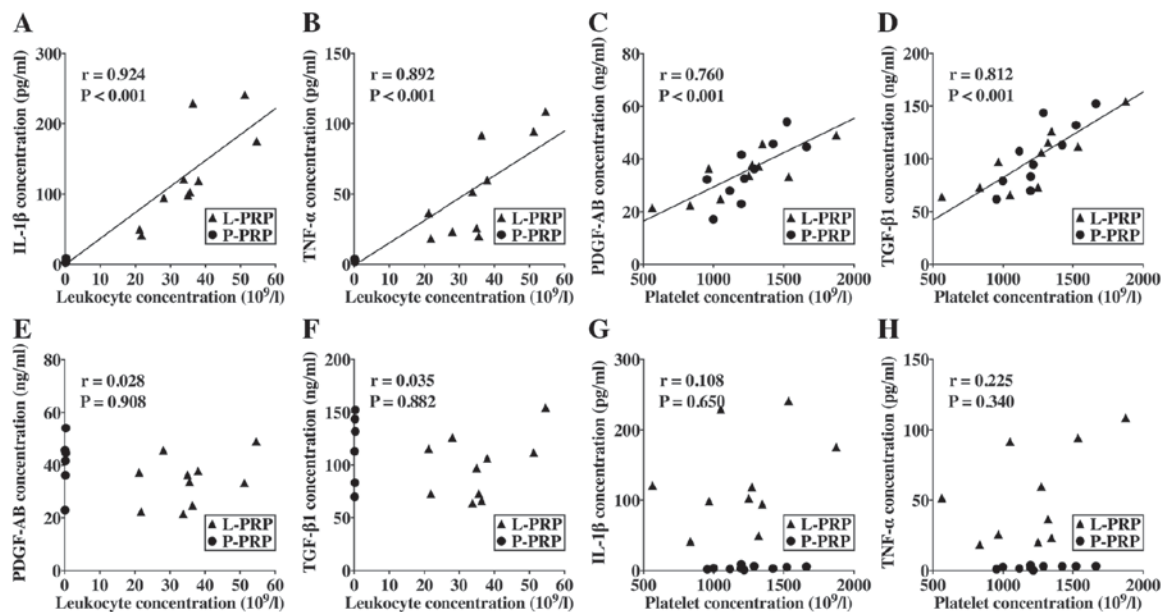 A
IL-1β concentration (pg/ml)
300
200
100
0
r = 0.924
P < 0.001
▲ L-PRP
● P-PRP
0 10 20 30 40 50 60
Leukocyte concentration (10⁹/l)
B
TNF-α concentration (pg/ml)
150
100
50
0
r = 0.892
P < 0.001
▲ L-PRP
● P-PRP
0 10 20 30 40 50 60
Leukocyte concentration (10⁹/l)
C
PDGF-AB concentration (ng/ml)
80
60
40
20
0
r = 0.760
P < 0.001
▲ L-PRP
● P-PRP
500 1000 1500 2000
Platelet concentration (10⁹/l)
D
TGF-β1 concentration (ng/ml)
200
150
100
50
0
r = 0.812
P < 0.001
▲ L-PRP
● P-PRP
500 1000 1500 2000
Platelet concentration (10⁹/l)
E
PDGF-AB concentration (ng/ml)
80
60
40
20
0
r = 0.028
P = 0.908
▲ L-PRP
● P-PRP
0 10 20 30 40 50 60
Leukocyte concentration (10⁹/l)
F
TGF-β1 concentration (ng/ml)
200
150
100
50
0
r = 0.035
P = 0.882
▲ L-PRP
● P-PRP
0 10 20 30 40 50 60
Leukocyte concentration (10⁹/l)
G
IL-1β concentration (pg/ml)
300
200
100
0
r = 0.108
P = 0.650
▲ L-PRP
● P-PRP
500 1000 1500 2000
Platelet concentration (10⁹/l)
H
TNF-α concentration (pg/ml)
150
100
50
0
r = 0.225
P = 0.340
▲ L-PRP
● P-PRP
500 1000 1500 2000
Platelet concentration (10⁹/l)